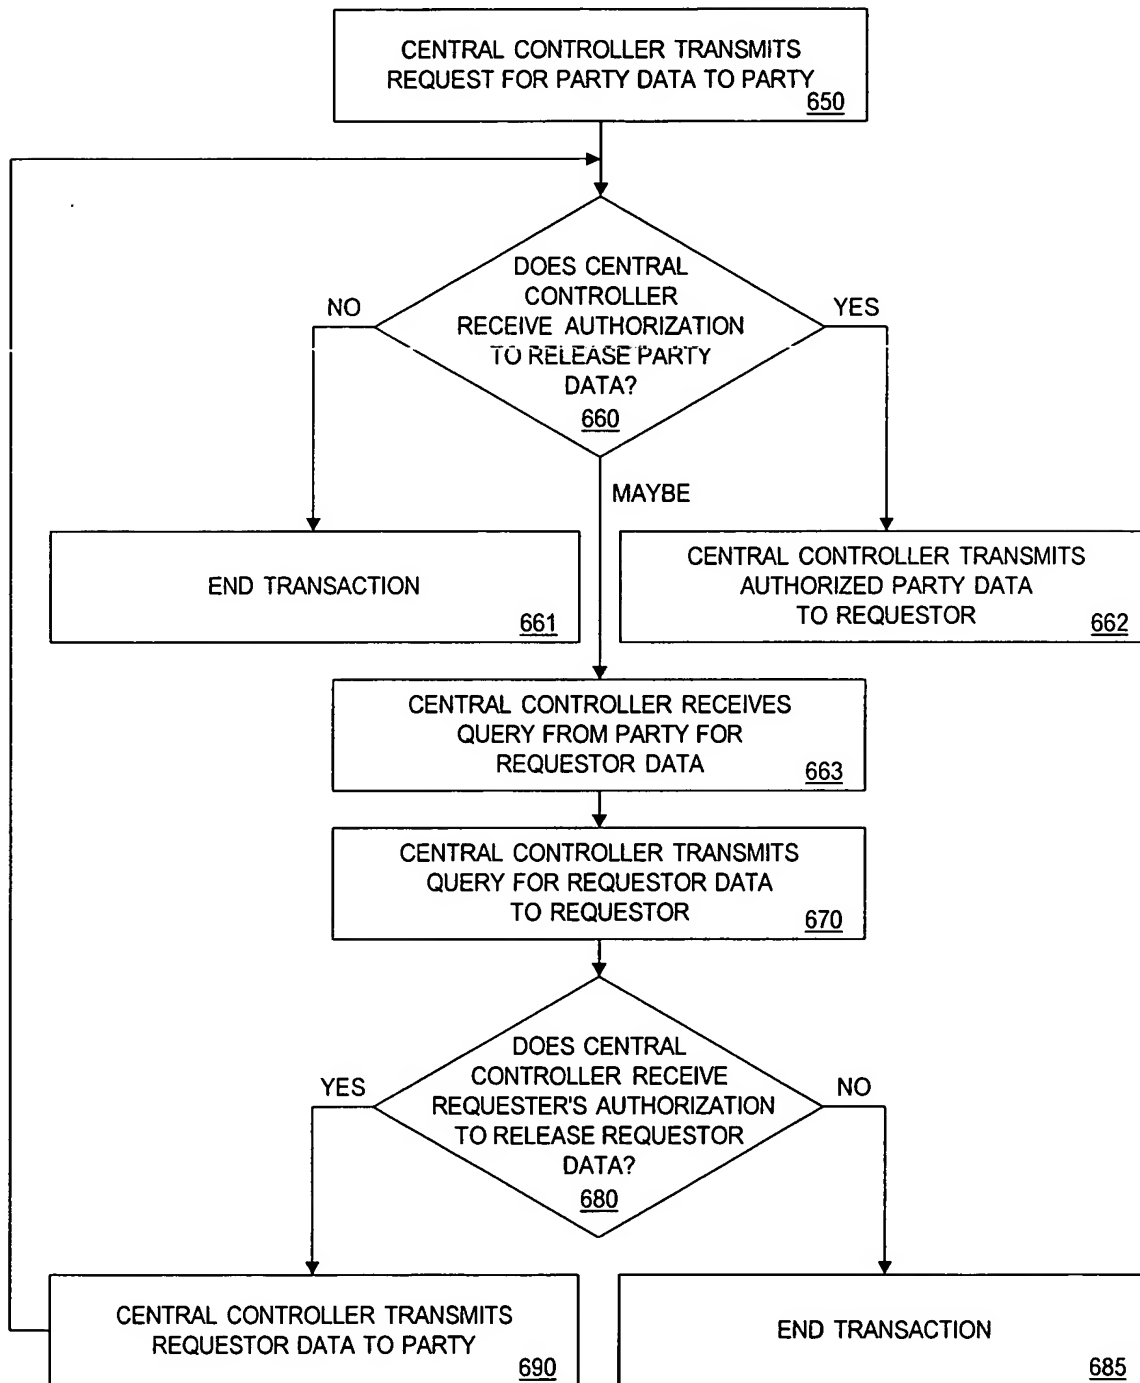 CENTRAL CONTROLLER TRANSMITS
REQUEST FOR PARTY DATA TO PARTY
650
DOES CENTRAL
CONTROLLER
RECEIVE AUTHORIZATION
TO RELEASE PARTY
DATA?
660
NO
YES
MAYBE
END TRANSACTION
661
CENTRAL CONTROLLER TRANSMITS
AUTHORIZED PARTY DATA
TO REQUESTOR
662
CENTRAL CONTROLLER RECEIVES
QUERY FROM PARTY FOR
REQUESTOR DATA
663
CENTRAL CONTROLLER TRANSMITS
QUERY FOR REQUESTOR DATA
TO REQUESTOR
670
DOES CENTRAL
CONTROLLER RECEIVE
REQUESTER'S AUTHORIZATION
TO RELEASE REQUESTOR
DATA?
680
YES
NO
CENTRAL CONTROLLER TRANSMITS
REQUESTOR DATA TO PARTY
690
END TRANSACTION
685